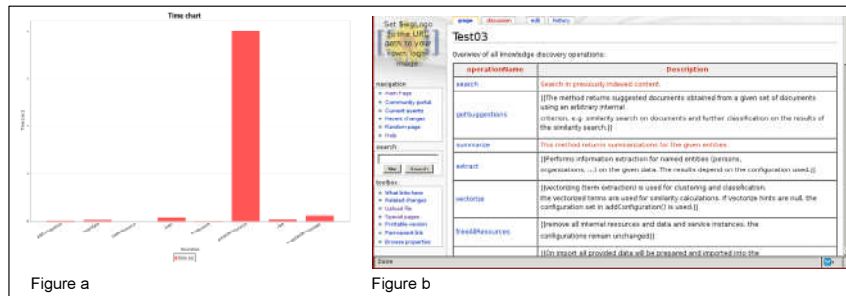 Time chart
Figure a
Set $wgLogo
to the URL
path to your
own logo
image
page discussion edit history
Test03
Overview of all knowledge discovery operations:
operationName Description
search Search in previously indexed content.
getSuggestions [[The method returns suggested documents obtained from a given set of documents
using an arbitrary internal
criterion, e.g. similarity search on documents and further classification on the results of
the similarity search.]]
summarize This method returns summarizations for the given entities.
extract [[Performs information extraction for named entities (persons,
organisations, ...) on the given data. The results depend on the configuration used.]]
vectorize [[vectorizing (term extraction) is used for clustering and classification.
the vectorized terms are used for similarity calculations. if vectorize hints are null, the
configuration set in addConfiguration() is used.]]
freeAllResources [[remove all internal resources and data and service instances. the
configurations remain unchanged]]
[[On import all provided data will be prepared and imported into the
navigation
Main Page
Community portal
Current events
Recent changes
Random page
Help
search
Go Search
toolbox
What links here
Related changes
Upload file
Special pages
Printable version
Permanent link
Browse properties
Done
Figure b